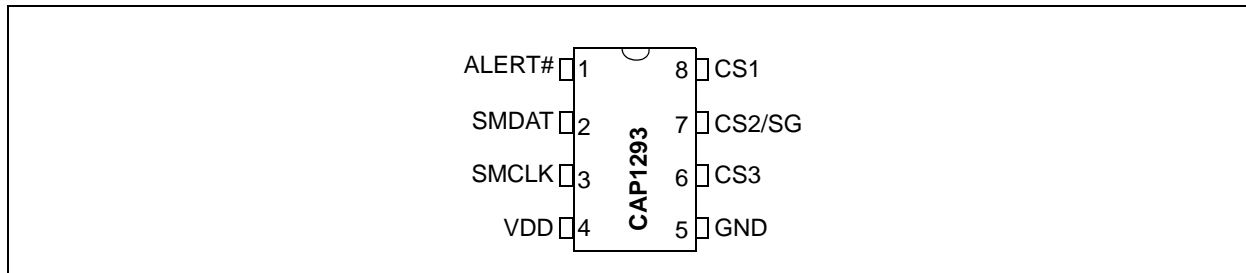 ALERT# 1 8 CS1
SMDAT 2 7 CS2/SG
SMCLK 3 6 CS3
VDD 4 5 GND
CAP1293